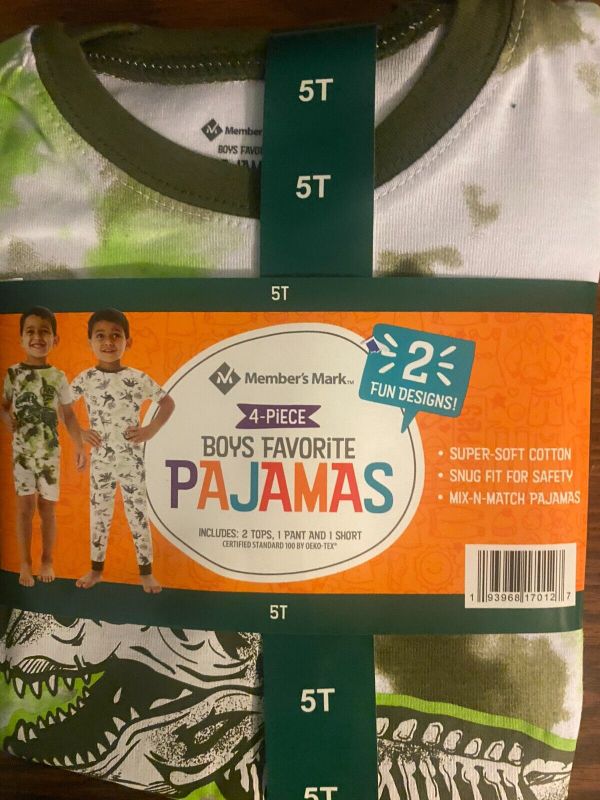 5T
Member
BOYS FAVO
5T
5T
Member's Mark™
2
FUN DESIGNS!
4-PiECE
BOYS FAVORiTE
PAJAMAS
INCLUDES: 2 TOPS, 1 PANT AND 1 SHORT
CERTIFIED STANDARD 100 BY OEKO-TEX®
• SUPER-SOFT COTTON
• SNUG FIT FOR SAFETY
• MIX-N-MATCH PAJAMAS
1 93968 17012 7
5T
5T
5T